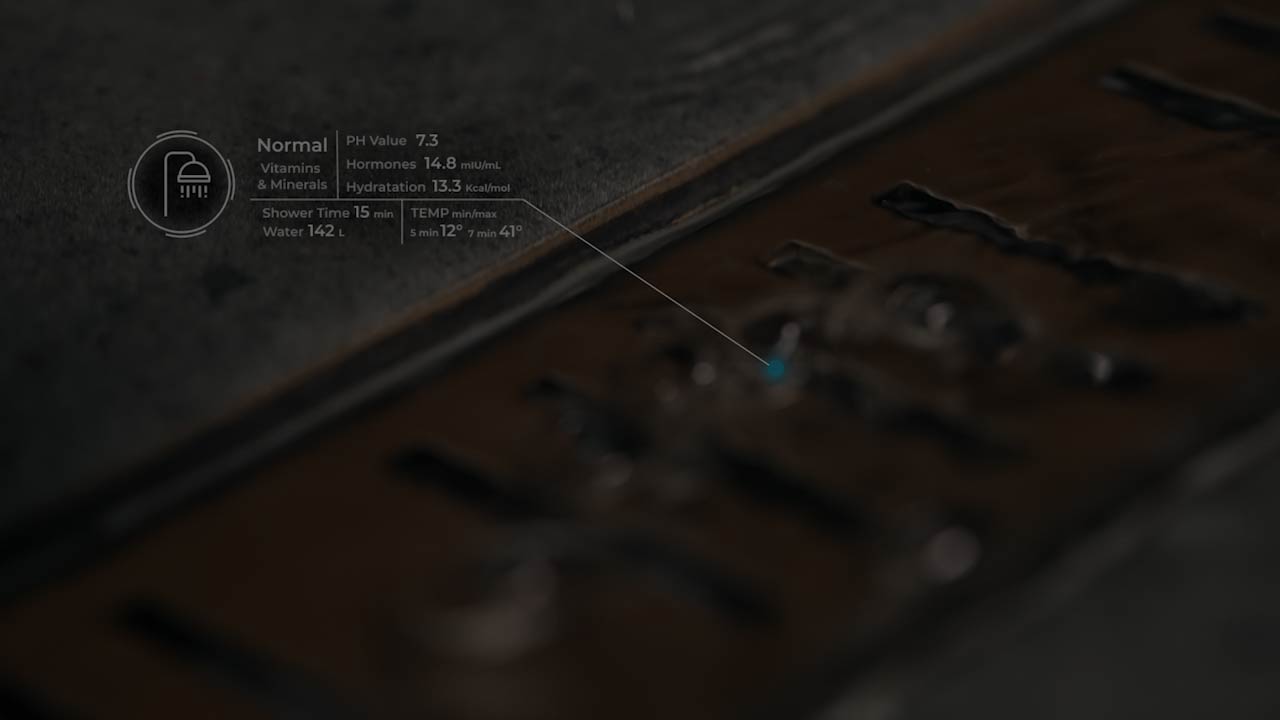 Normal
Vitamins
& Minerals
PH Value 7.3
Hormones 14.8 mIU/mL
Hydratation 13.3 Kcal/mol
Shower Time 15 min
Water 142 L
TEMP min/max
5 min 12° 7 min 41°